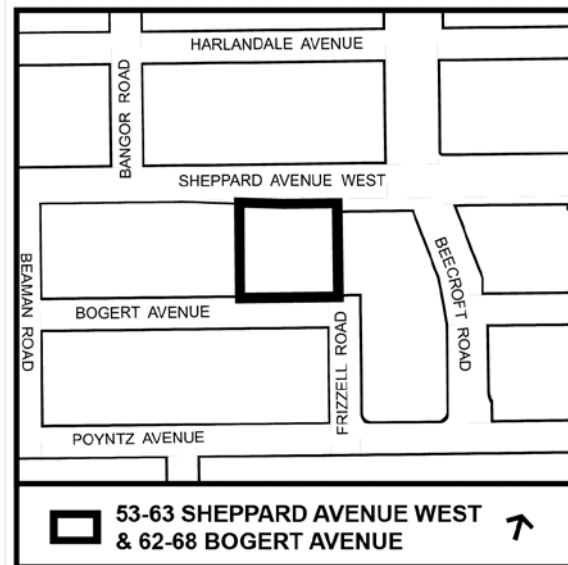 HARLANDALE AVENUE
BANGOR ROAD
SHEPPARD AVENUE WEST
BEAMAN ROAD
BEECROFT ROAD
BOGERT AVENUE
FRIZZELL ROAD
POYNTZ AVENUE
53-63 SHEPPARD AVENUE WEST
& 62-68 BOGERT AVENUE